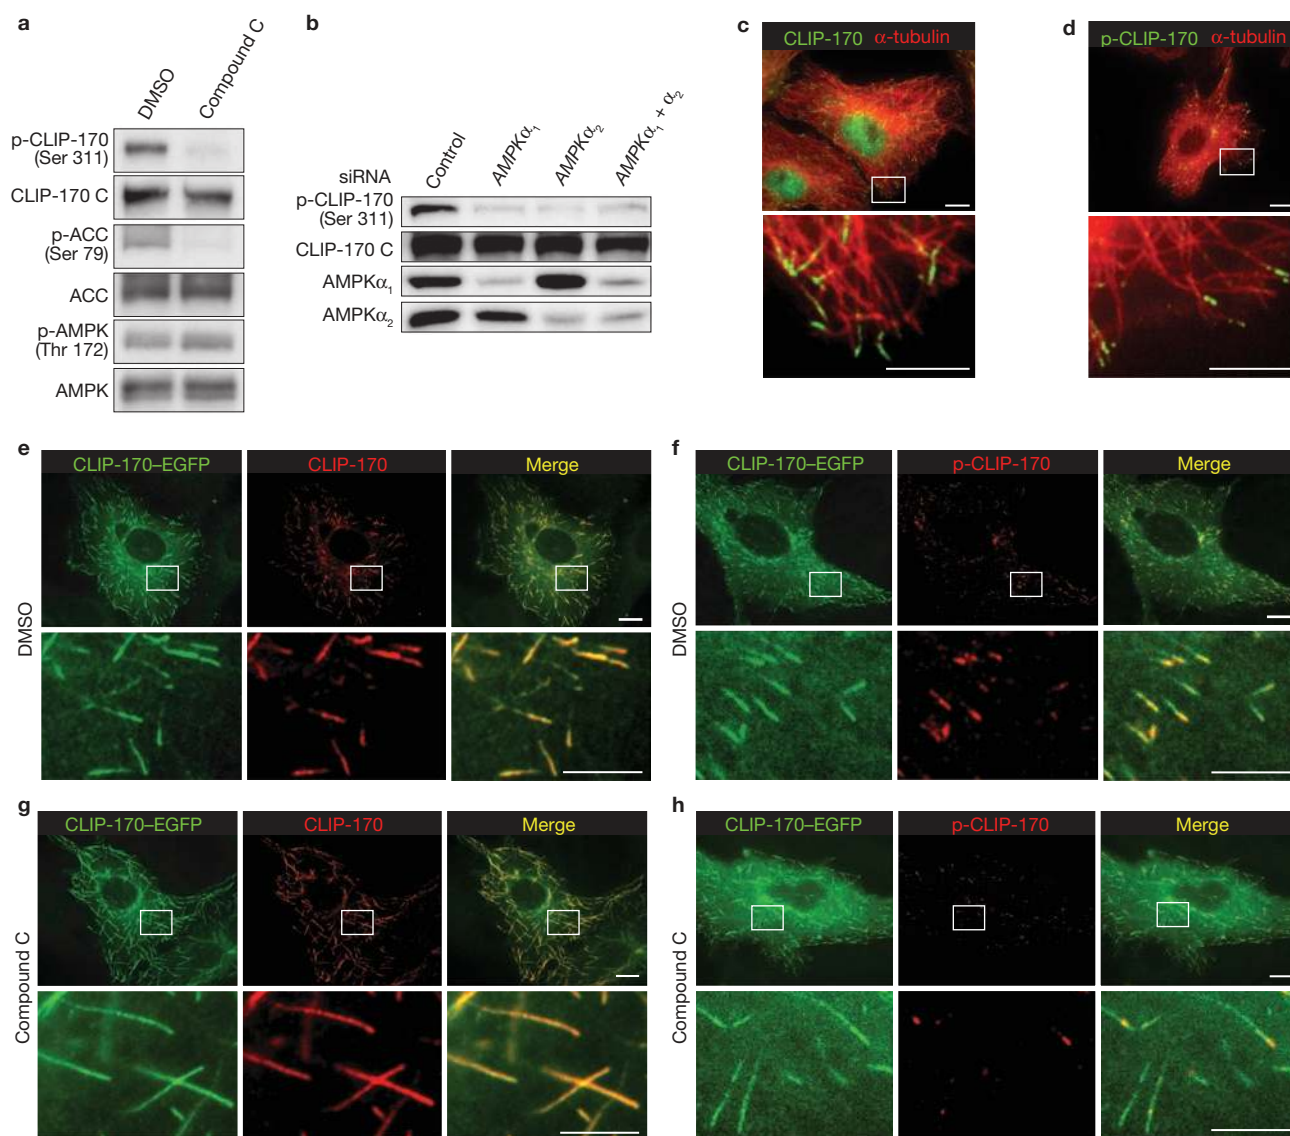 a
DMSO
Compound C
p-CLIP-170
(Ser 311)
CLIP-170 C
p-ACC
(Ser 79)
ACC
p-AMPK
(Thr 172)
AMPK
b
siRNA
Control
AMPKα1
AMPKα2
AMPKα1 + α2
p-CLIP-170
(Ser 311)
CLIP-170 C
AMPKα1
AMPKα2
c
CLIP-170 α-tubulin
d
p-CLIP-170 α-tubulin
e
CLIP-170–EGFP
CLIP-170
Merge
DMSO
f
CLIP-170–EGFP
p-CLIP-170
Merge
DMSO
g
CLIP-170–EGFP
CLIP-170
Merge
Compound C
h
CLIP-170–EGFP
p-CLIP-170
Merge
Compound C